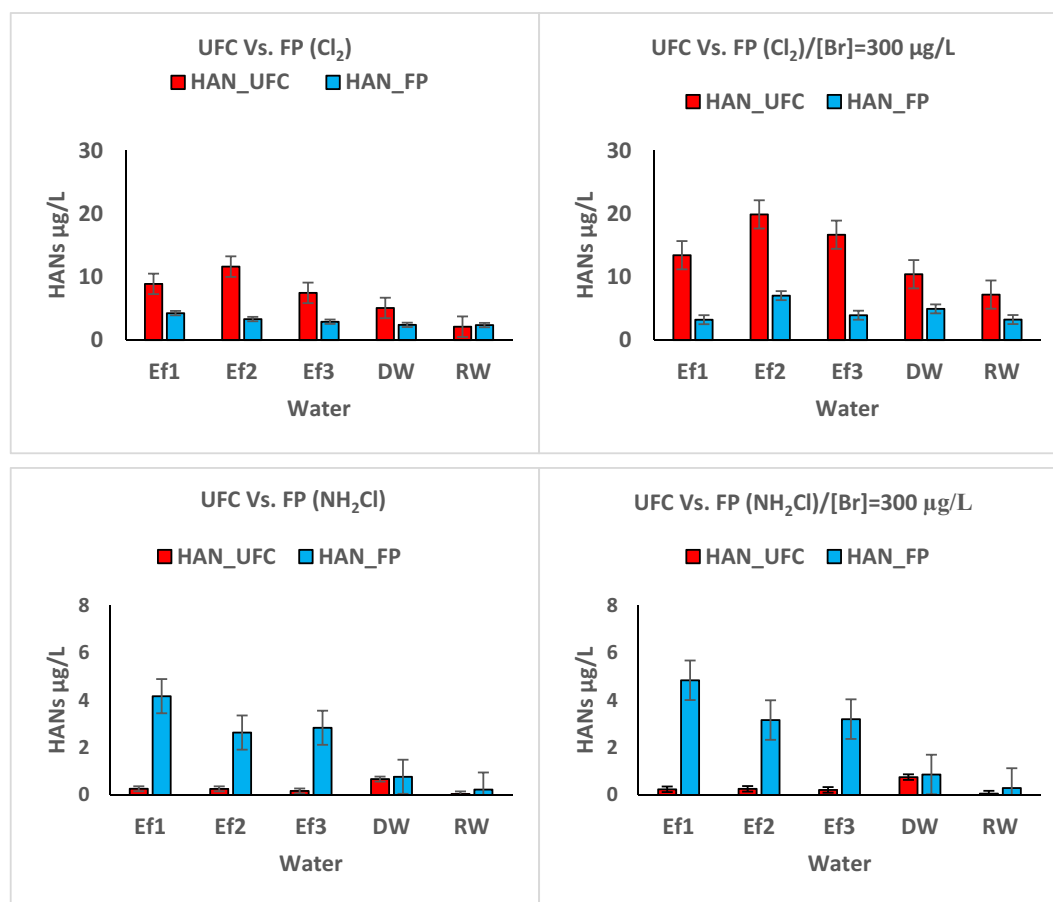 UFC Vs. FP (Cl₂)
HAN_UFC HAN_FP
30
20
10
0
HANs µg/L
Ef1 Ef2 Ef3 DW RW
Water
UFC Vs. FP (Cl₂)/[Br]=300 µg/L
HAN_UFC HAN_FP
30
20
10
0
HANs µg/L
Ef1 Ef2 Ef3 DW RW
Water
UFC Vs. FP (NH₂Cl)
HAN_UFC HAN_FP
8
6
4
2
0
HANs µg/L
Ef1 Ef2 Ef3 DW RW
Water
UFC Vs. FP (NH₂Cl)/[Br]=300 µg/L
HAN_UFC HAN_FP
8
6
4
2
0
HANs µg/L
Ef1 Ef2 Ef3 DW RW
Water